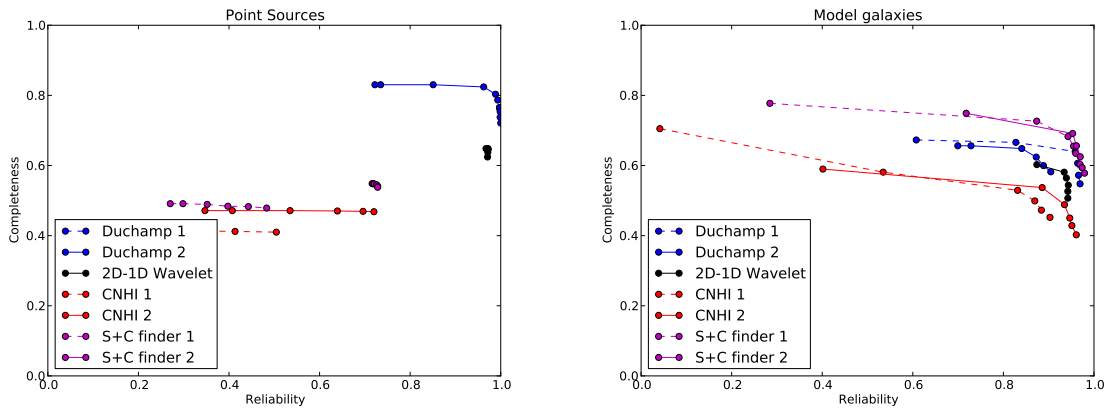 Point Sources
1.0
0.8
0.6
0.4
0.2
0.0
Completeness
Duchamp 1
Duchamp 2
2D-1D Wavelet
CNHI 1
CNHI 2
S+C finder 1
S+C finder 2
0.0 0.2 0.4 0.6 0.8 1.0
Reliability
Model galaxies
1.0
0.8
0.6
0.4
0.2
0.0
Completeness
Duchamp 1
Duchamp 2
2D-1D Wavelet
CNHI 1
CNHI 2
S+C finder 1
S+C finder 2
0.0 0.2 0.4 0.6 0.8 1.0
Reliability